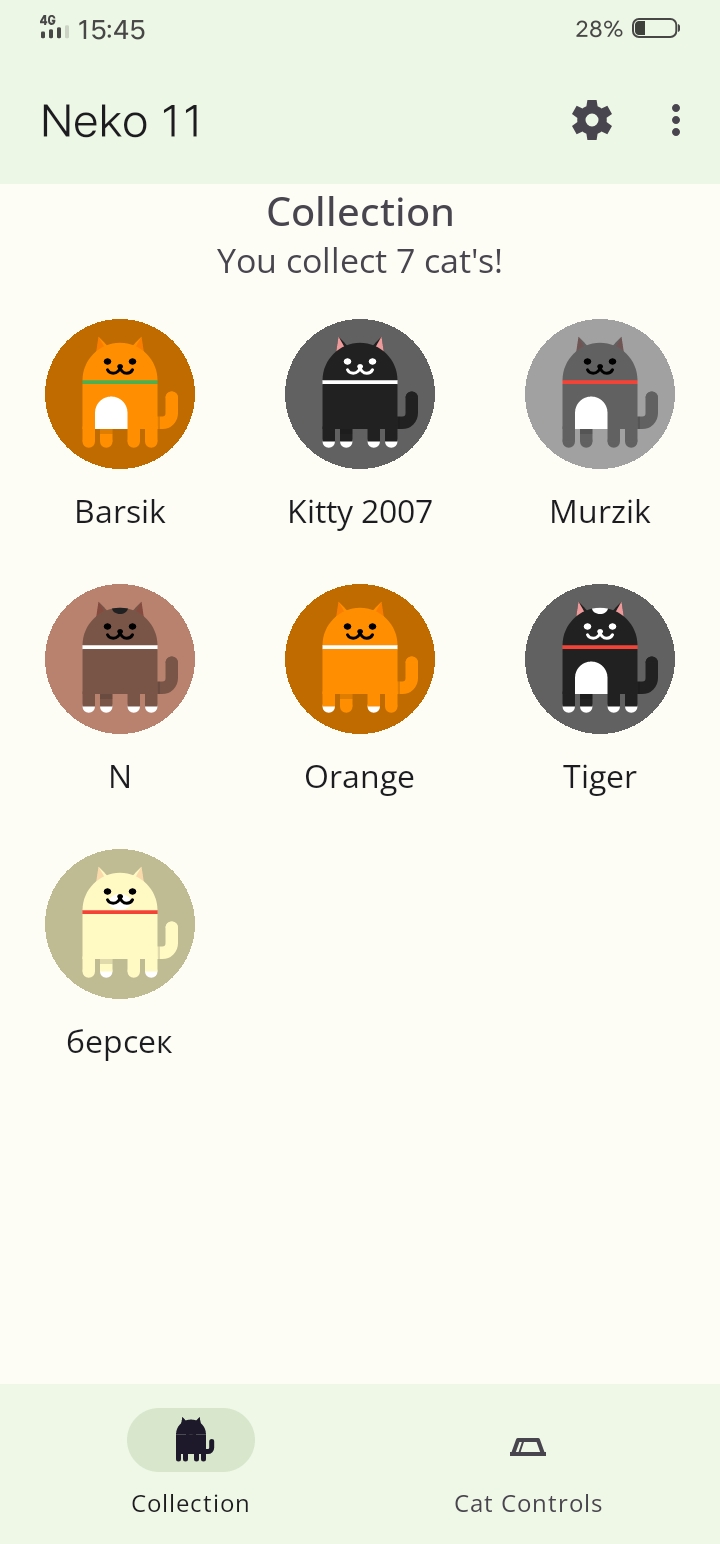 4G 15:45 28%
Neko 11
Collection
You collect 7 cat's!
Barsik Kitty 2007 Murzik
N Orange Tiger
берсек
Collection Cat Controls